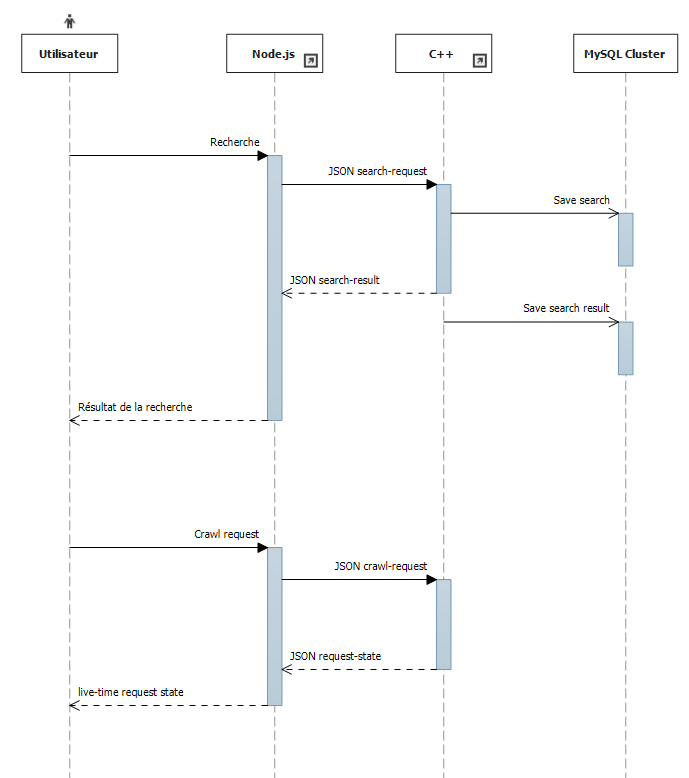 Utilisateur
Node.js
C++
MySQL Cluster
Recherche
JSON search-request
Save search
JSON search-result
Save search result
Résultat de la recherche
Crawl request
JSON crawl-request
JSON request-state
live-time request state